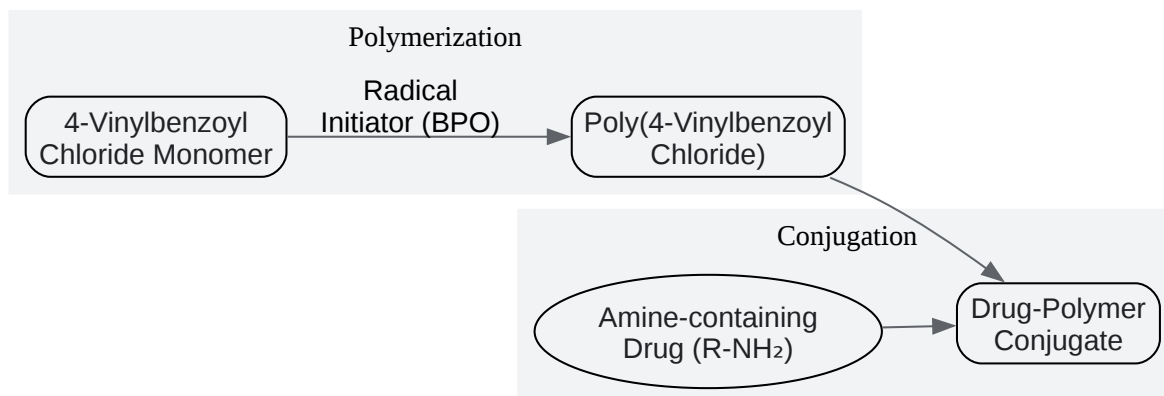 Polymerization
4-Vinylbenzoyl
Chloride Monomer
Radical
Initiator (BPO)
Poly(4-Vinylbenzoyl
Chloride)
Conjugation
Amine-containing
Drug (R-NH₂)
Drug-Polymer
Conjugate